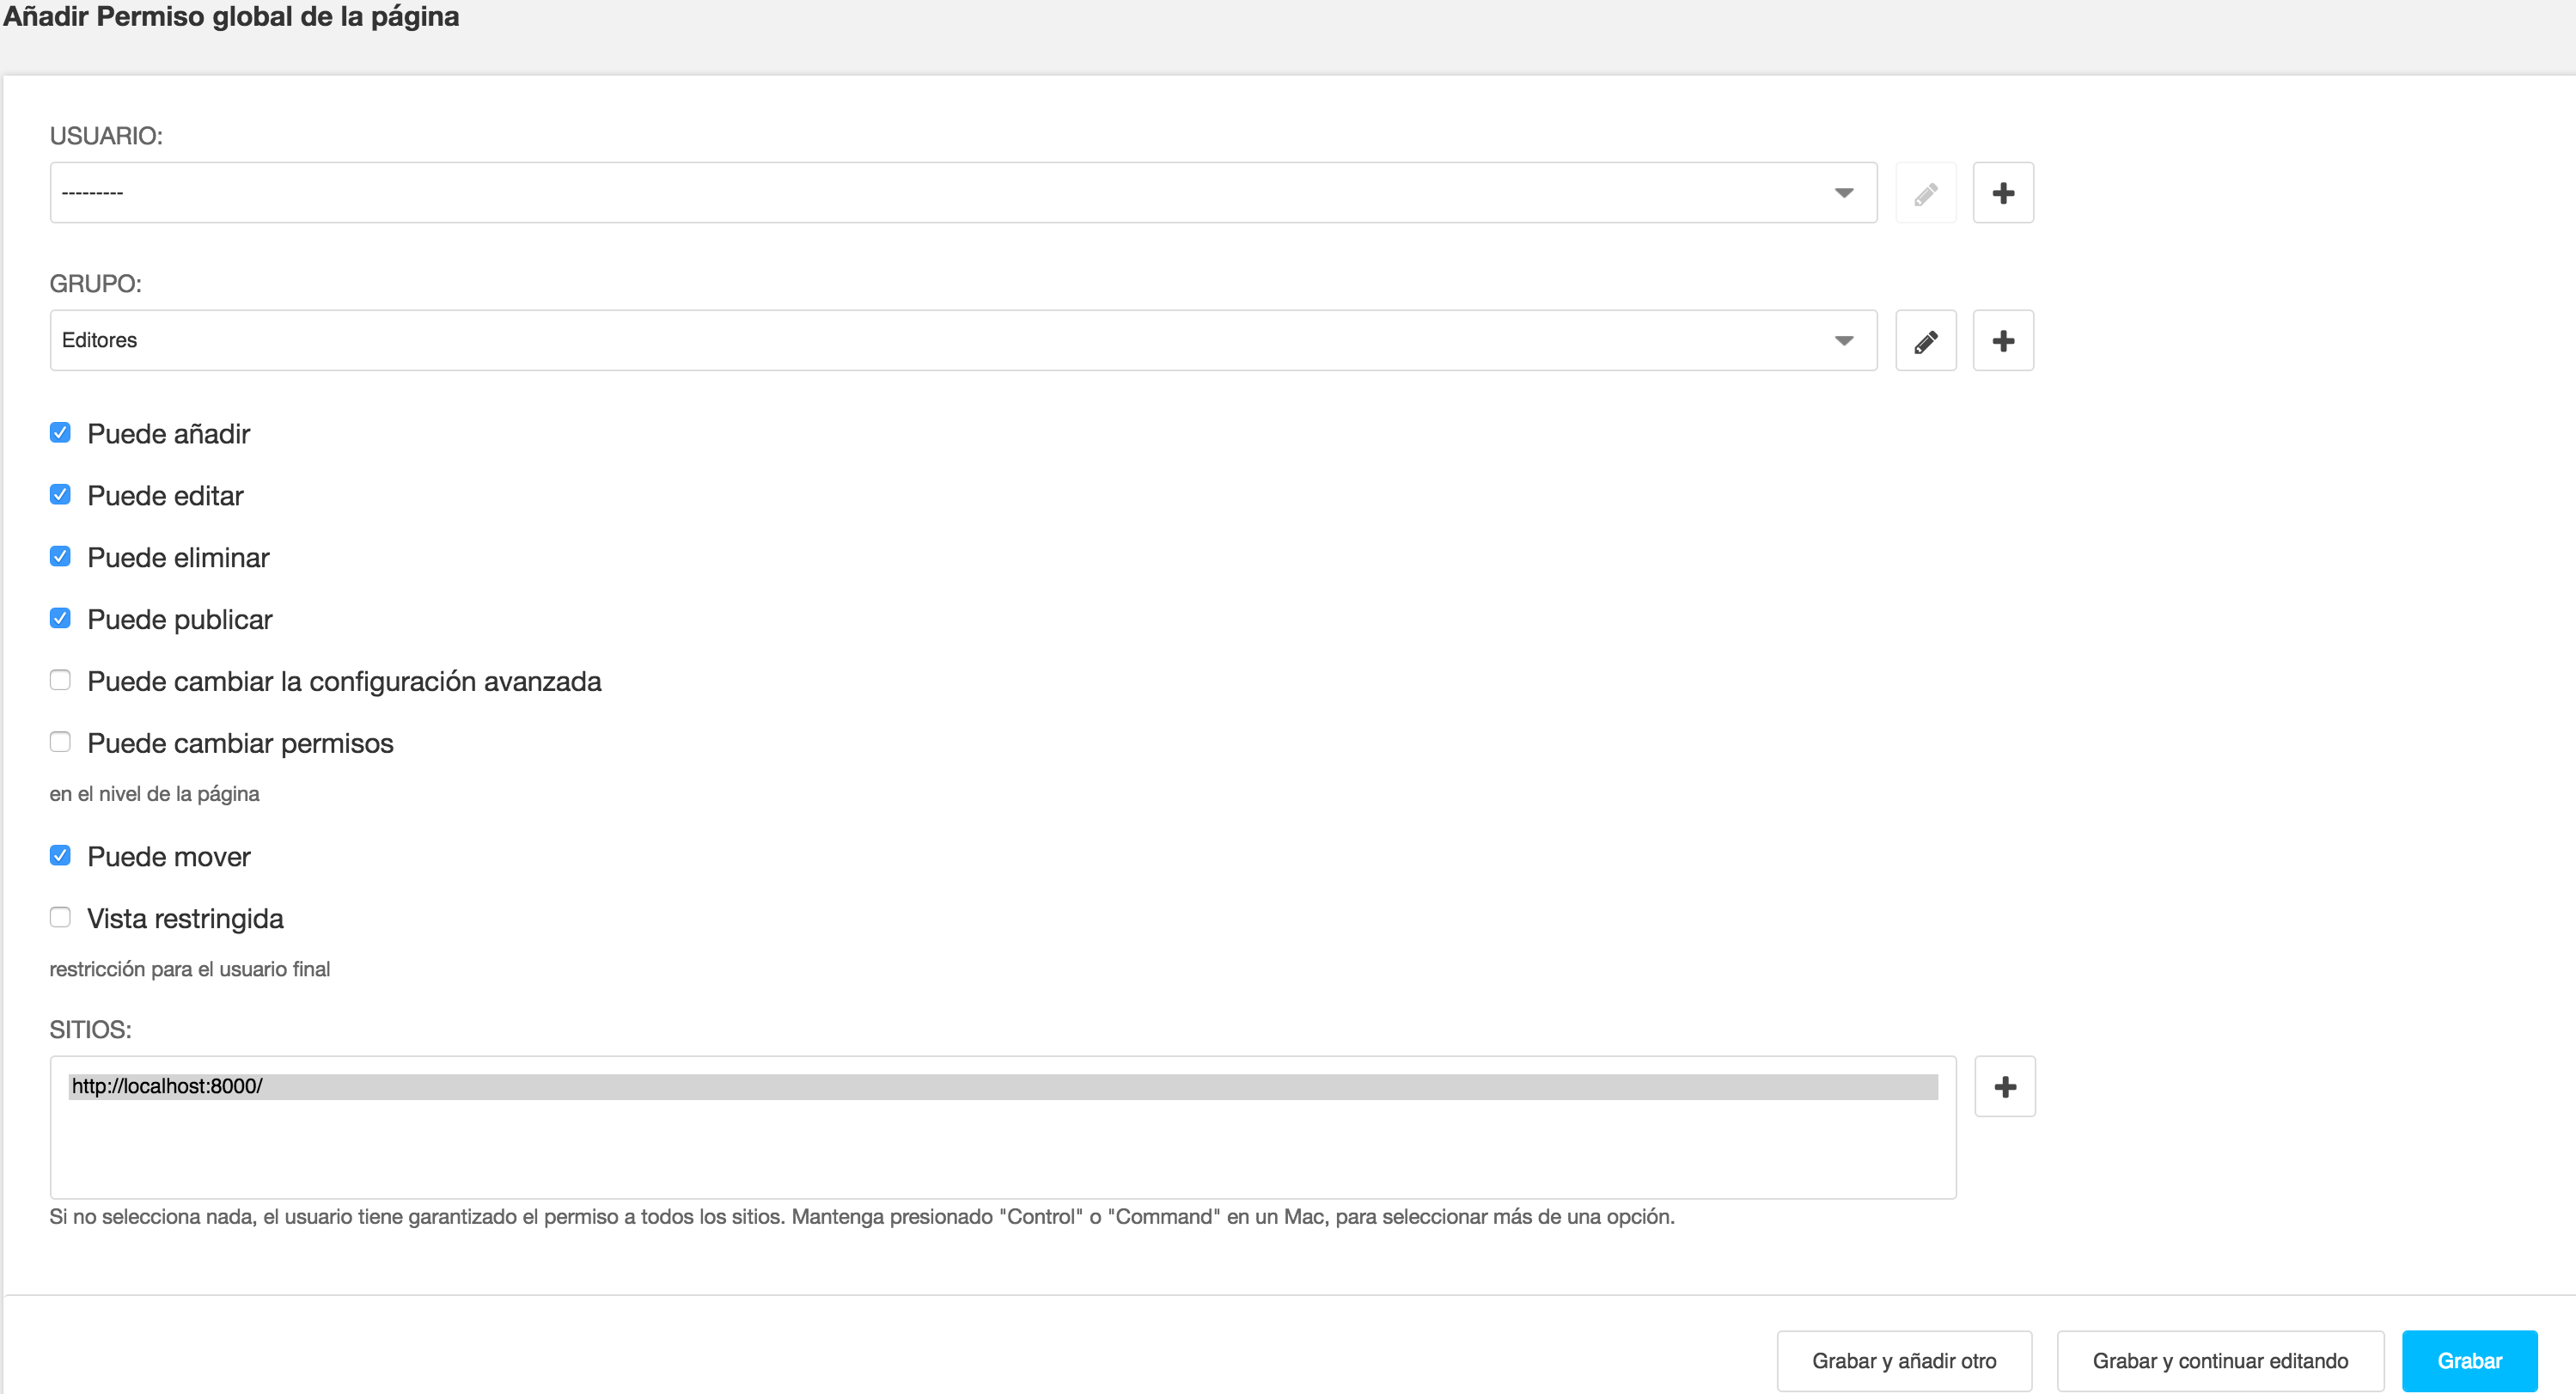 Añadir Permiso global de la página
USUARIO:
---------
GRUPO:
Editores
Puede añadir
Puede editar
Puede eliminar
Puede publicar
Puede cambiar la configuración avanzada
Puede cambiar permisos
en el nivel de la página
Puede mover
Vista restringida
restricción para el usuario final
SITIOS:
http://localhost:8000/
Si no selecciona nada, el usuario tiene garantizado el permiso a todos los sitios. Mantenga presionado "Control" o "Command" en un Mac, para seleccionar más de una opción.
Grabar y añadir otro
Grabar y continuar editando
Grabar